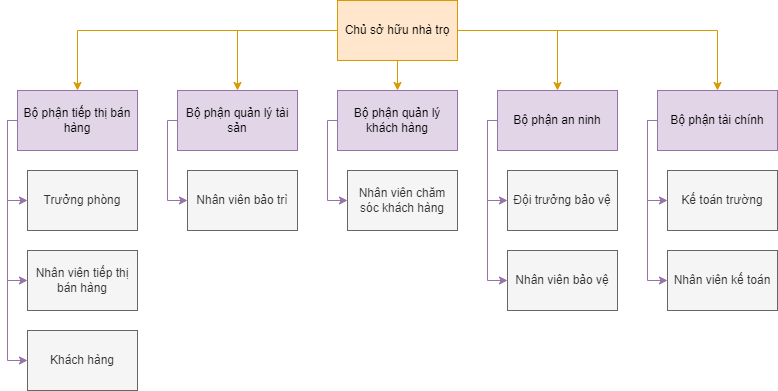 Chủ sở hữu nhà trọ
Bộ phận tiếp thị bán
hàng
Bộ phận quản lý tài
sản
Bộ phận quản lý
khách hàng
Bộ phận an ninh
Bộ phận tài chính
Trưởng phòng
Nhân viên bảo trì
Nhân viên chăm
sóc khách hàng
Đội trưởng bảo vệ
Kế toán trường
Nhân viên tiếp thị
bán hàng
Nhân viên bảo vệ
Nhân viên kế toán
Khách hàng